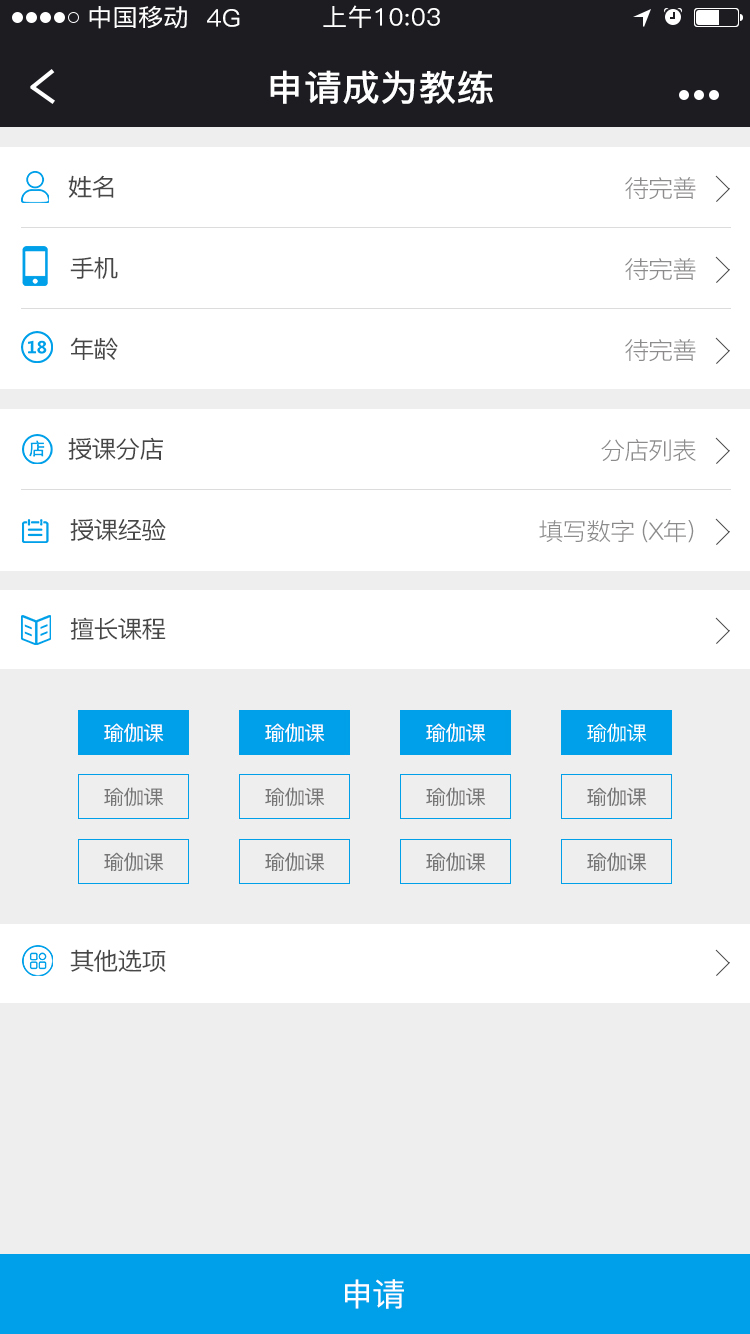 中国移动 4G 上午10:03
申请成为教练
姓名 待完善
手机 待完善
18 年龄 待完善
店 授课分店 分店列表
授课经验 填写数字 (X年)
擅长课程
瑜伽课 瑜伽课 瑜伽课 瑜伽课
瑜伽课 瑜伽课 瑜伽课 瑜伽课
瑜伽课 瑜伽课 瑜伽课 瑜伽课
其他选项
申请